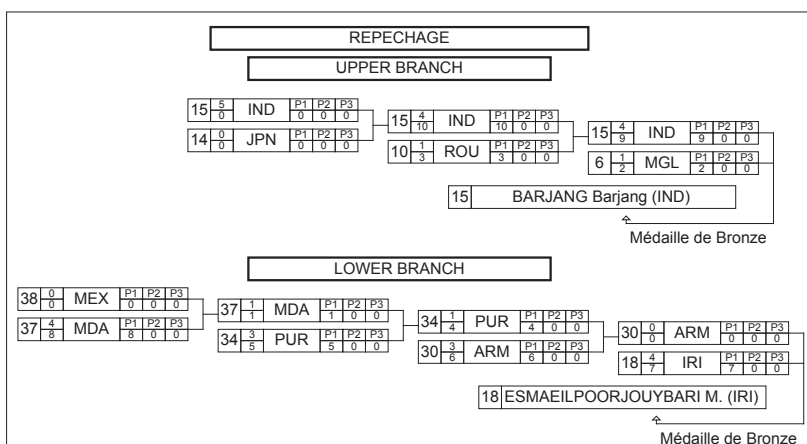 REPECHAGE
UPPER BRANCH
15 5 0 IND P1 P2 P3 0 0 0
14 0 0 JPN P1 P2 P3 0 0 0
15 4 10 IND P1 P2 P3 10 0 0
10 1 3 ROU P1 P2 P3 3 0 0
15 4 9 IND P1 P2 P3 9 0 0
6 1 2 MGL P1 P2 P3 2 0 0
15 BARJANG Barjang (IND)
Médaille de Bronze
LOWER BRANCH
38 0 0 MEX P1 P2 P3 0 0 0
37 4 8 MDA P1 P2 P3 8 0 0
37 1 1 MDA P1 P2 P3 1 0 0
34 3 5 PUR P1 P2 P3 5 0 0
34 1 4 PUR P1 P2 P3 4 0 0
30 3 6 ARM P1 P2 P3 6 0 0
30 0 0 ARM P1 P2 P3 0 0 0
18 4 7 IRI P1 P2 P3 7 0 0
18 ESMAEILPOORJOUYBARI M. (IRI)
Médaille de Bronze